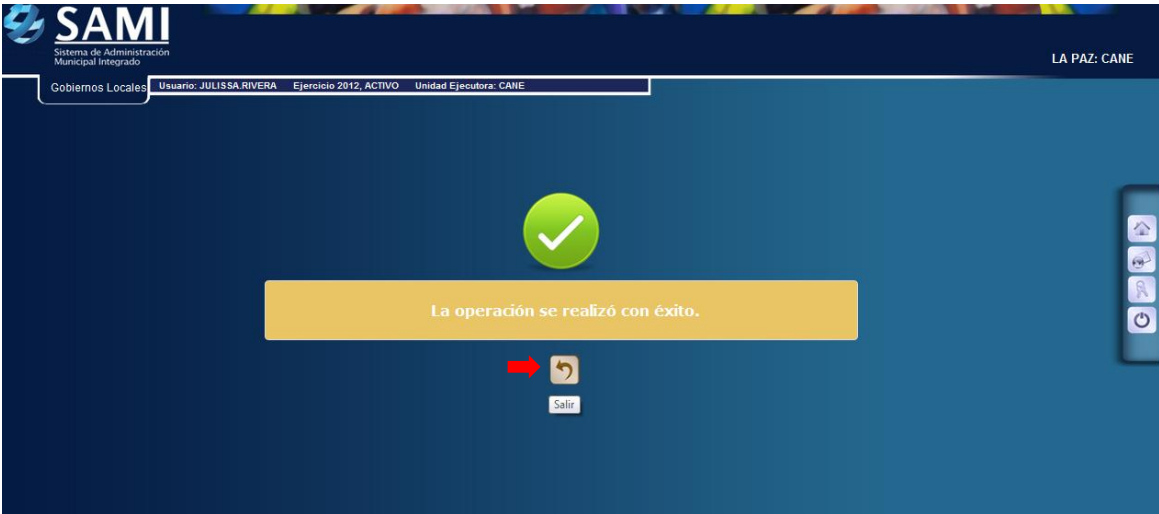 SAMI
Sistema de Administración
Municipal Integrado
LA PAZ: CANE
Gobiernos Locales
Usuario: JULISSA.RIVERA Ejercicio 2012, ACTIVO Unidad Ejecutora: CANE
La operación se realizó con éxito.
Salir